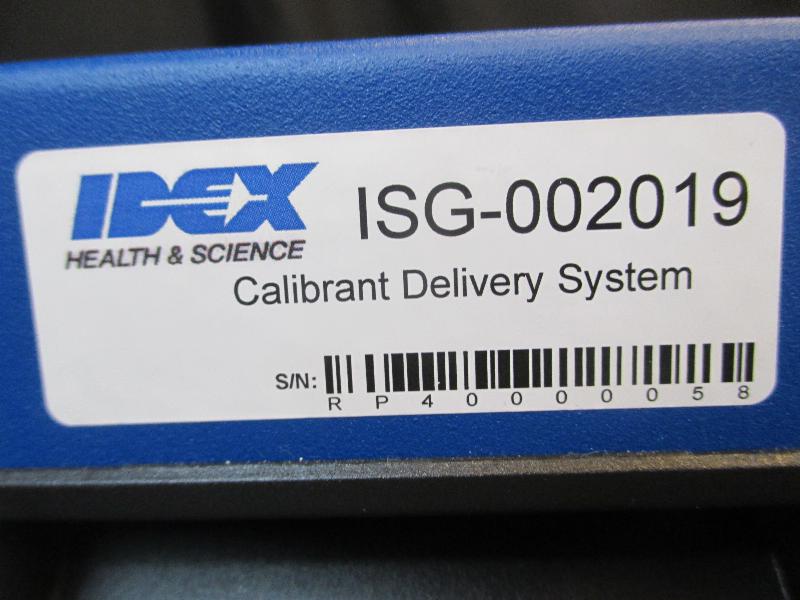 IDEX
HEALTH & SCIENCE
ISG-002019
Calibrant Delivery System
S/N:
RP40000058